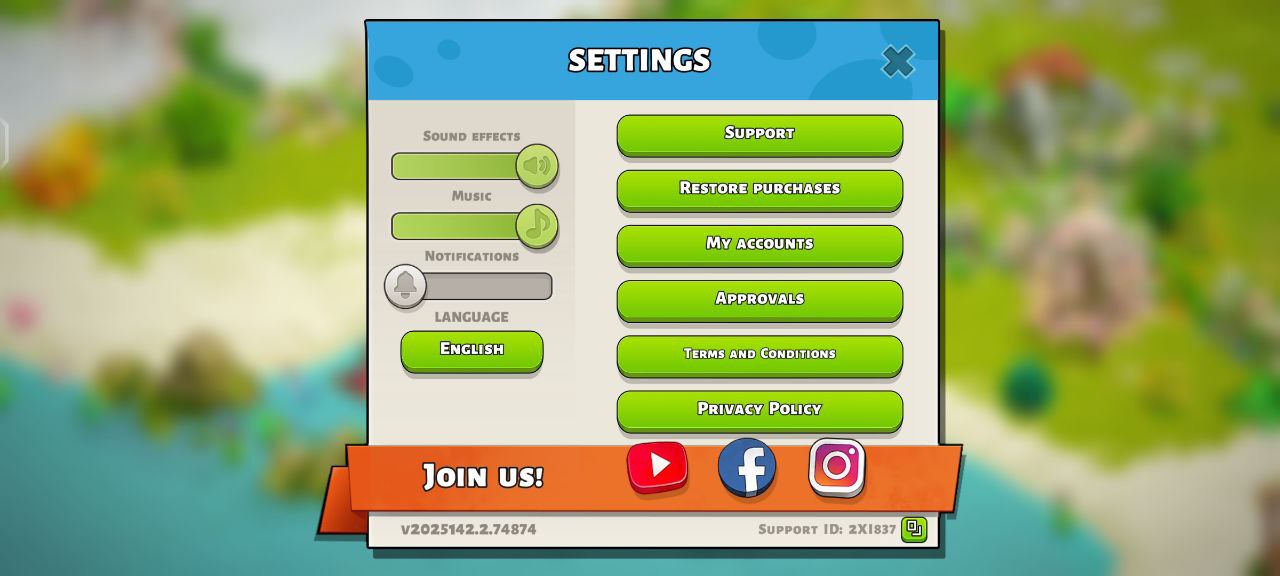 SETTINGS
SOUND EFFECTS
MUSIC
NOTIFICATIONS
LANGUAGE
ENGLISH
SUPPORT
RESTORE PURCHASES
MY ACCOUNTS
APPROVALS
TERMS AND CONDITIONS
PRIVACY POLICY
JOIN US!
v2025142.2.74874
SUPPORT ID: 2XI837